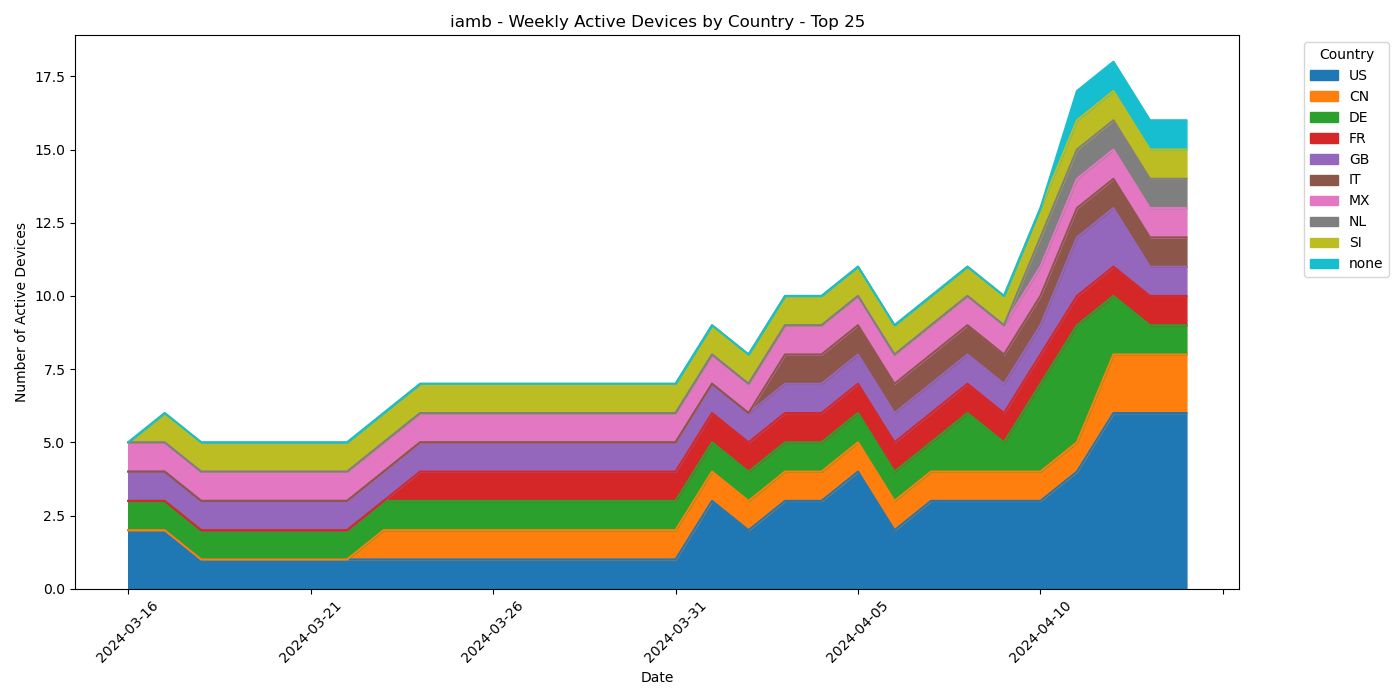 iamb - Weekly Active Devices by Country - Top 25
Number of Active Devices
17.5
15.0
12.5
10.0
7.5
5.0
2.5
0.0
2024-03-16
2024-03-21
2024-03-26
2024-03-31
2024-04-05
2024-04-10
Date
Country
US
CN
DE
FR
GB
IT
MX
NL
SI
none